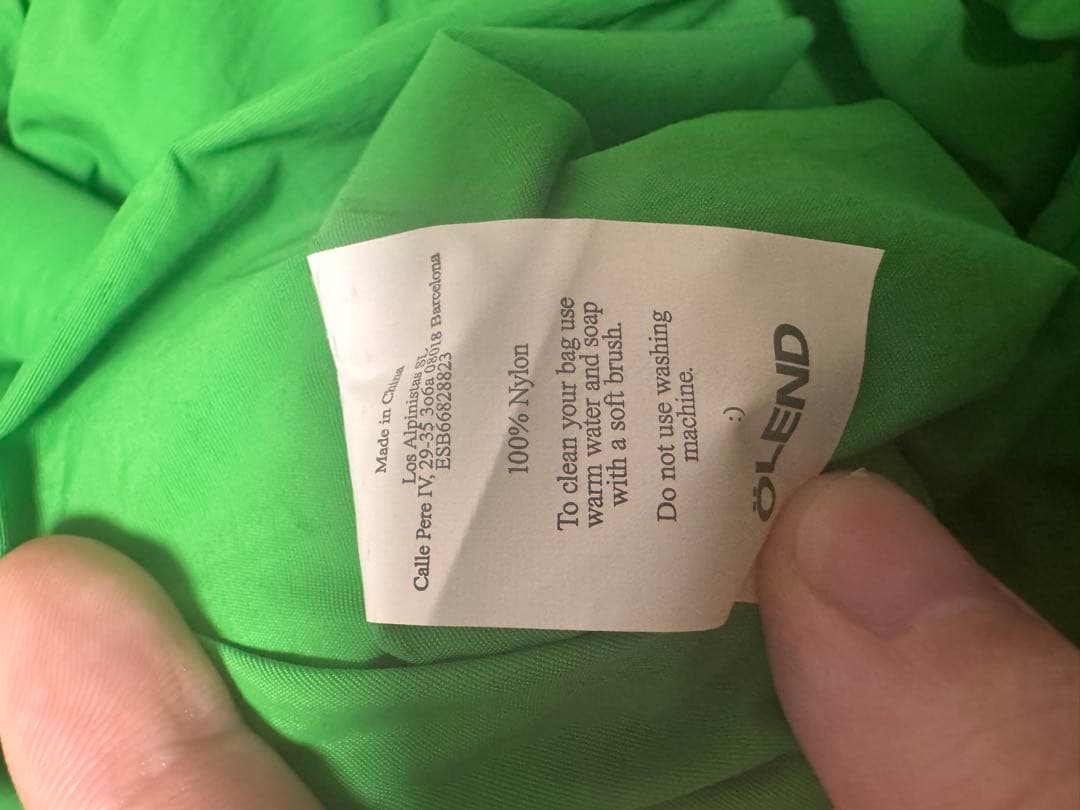 Made in China
Los Alpinistas SL
Calle Pere IV, 29-35 3o6a 08018 Barcelona
ESB66828823
100% Nylon
To clean your bag use
warm water and soap
with a soft brush.
Do not use washing
machine.
:)
ÖLEND